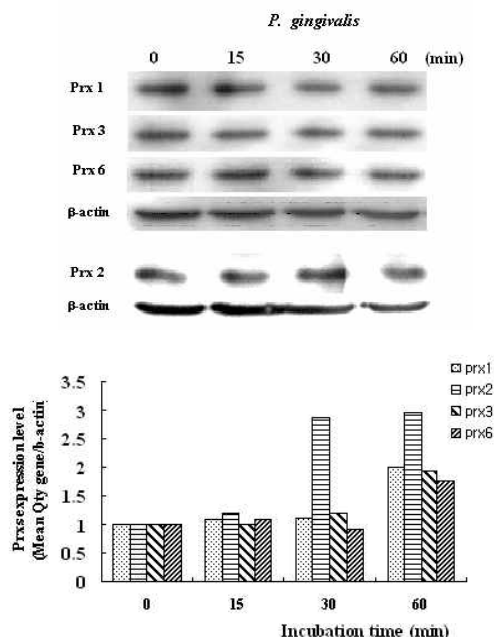 P. gingivalis
0 15 30 60 (min)
Prx 1
Prx 3
Prx 6
β-actin
Prx 2
β-actin
Prxs expression level
(Mean Qty gene/b-actin)
3.5
3
2.5
2
1.5
1
0.5
0
prx1
prx2
prx3
prx6
0 15 30 60
Incubation time (min)